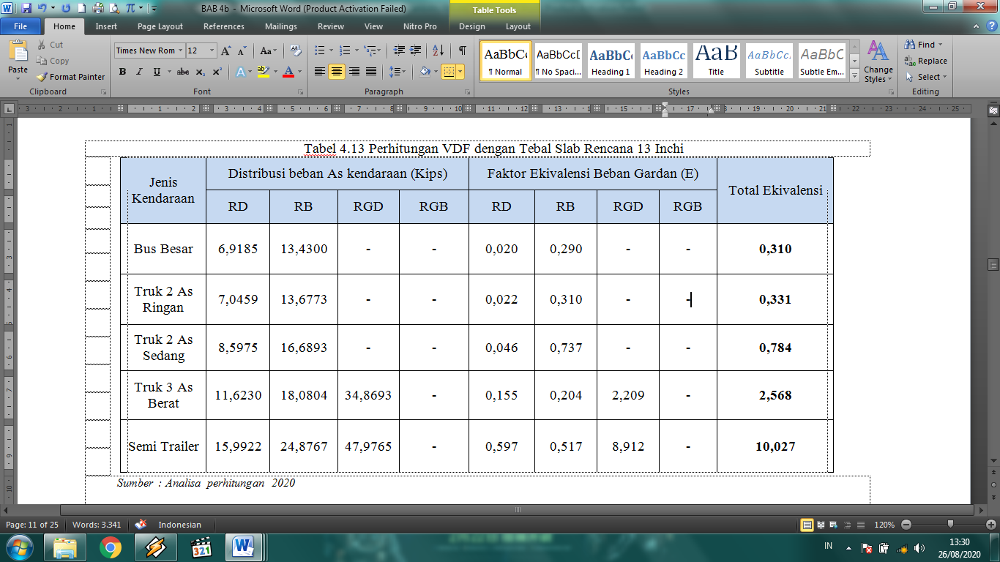 BAB 4b - Microsoft Word (Product Activation Failed)
Table Tools
File Home Insert Page Layout References Mailings Review View Nitro Pro Design Layout
Paste
Cut
Copy
Format Painter
Clipboard
Times New Rom 12
Font
Paragraph
AaBbCc AaBbCcD AaBbC AaBbCc AaB AaBbCc. AaBbCc
¶ Normal ¶ No Spaci... Heading 1 Heading 2 Title Subtitle Subtle Em...
Change Styles
Styles
Find
Replace
Select
Editing
Tabel 4.13 Perhitungan VDF dengan Tebal Slab Rencana 13 Inchi
Jenis Kendaraan Distribusi beban As kendaraan (Kips) Faktor Ekivalensi Beban Gardan (E) Total Ekivalensi
RD RB RGD RGB RD RB RGD RGB
Bus Besar 6,9185 13,4300 - - 0,020 0,290 - - 0,310
Truk 2 As Ringan 7,0459 13,6773 - - 0,022 0,310 - - 0,331
Truk 2 As Sedang 8,5975 16,6893 - - 0,046 0,737 - - 0,784
Truk 3 As Berat 11,6230 18,0804 34,8693 - 0,155 0,204 2,209 - 2,568
Semi Trailer 15,9922 24,8767 47,9765 - 0,597 0,517 8,912 - 10,027
Sumber : Analisa perhitungan 2020
Page: 11 of 25 Words: 3.341 Indonesian 120%
IN 13:30
26/08/2020
321